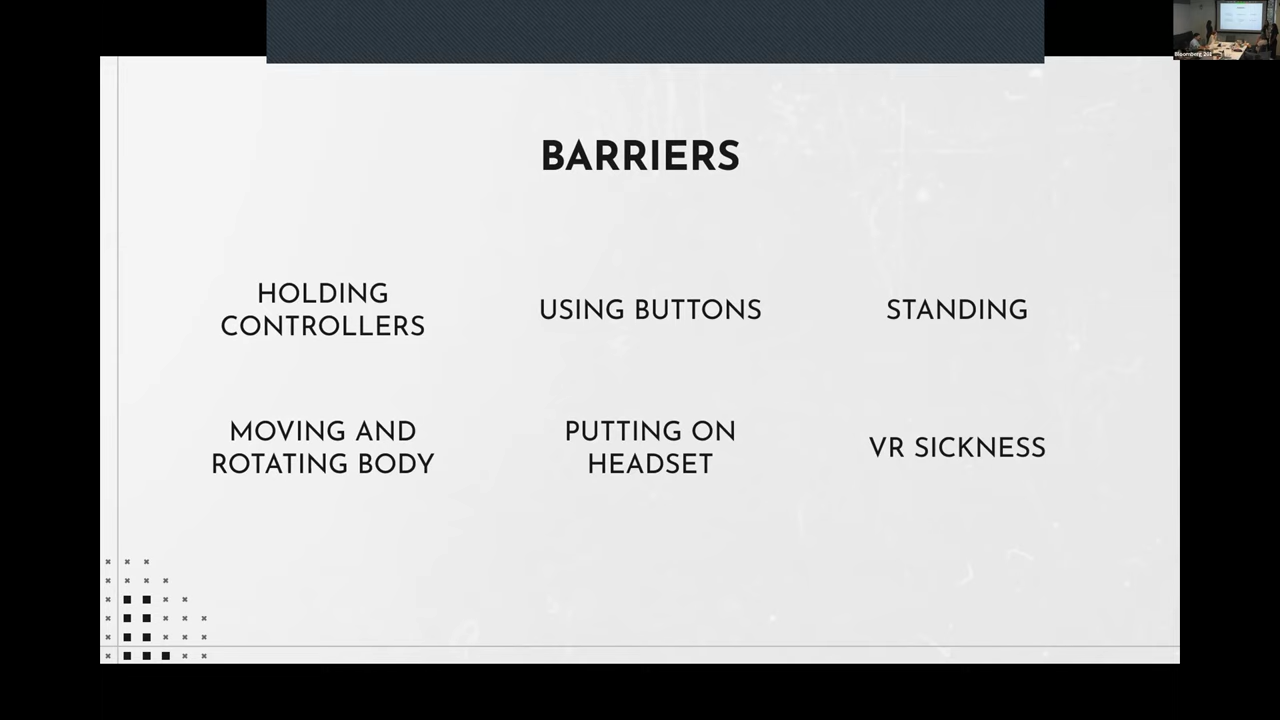 BARRIERS
HOLDING
CONTROLLERS
USING BUTTONS
STANDING
MOVING AND
ROTATING BODY
PUTTING ON
HEADSET
VR SICKNESS